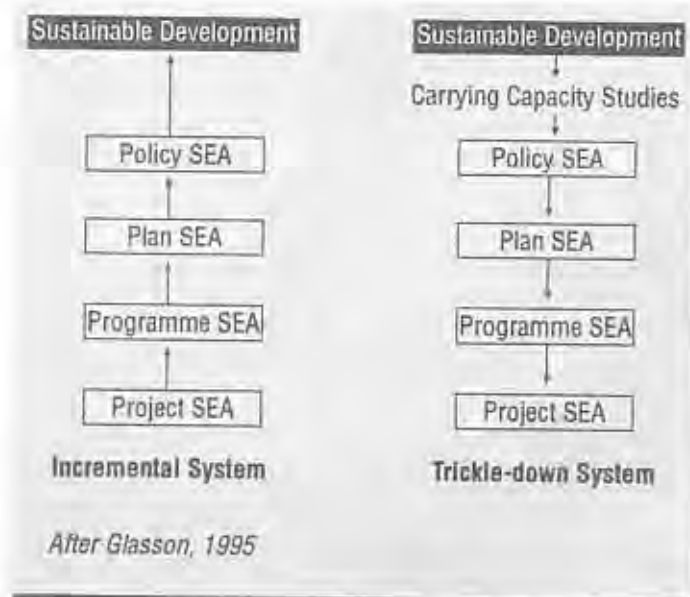 Sustainable Development
Policy SEA
Plan SEA
Programme SEA
Project SEA
Incremental System
After Glasson, 1995
Sustainable Development
Carrying Capacity Studies
Policy SEA
Plan SEA
Programme SEA
Project SEA
Trickle-down System